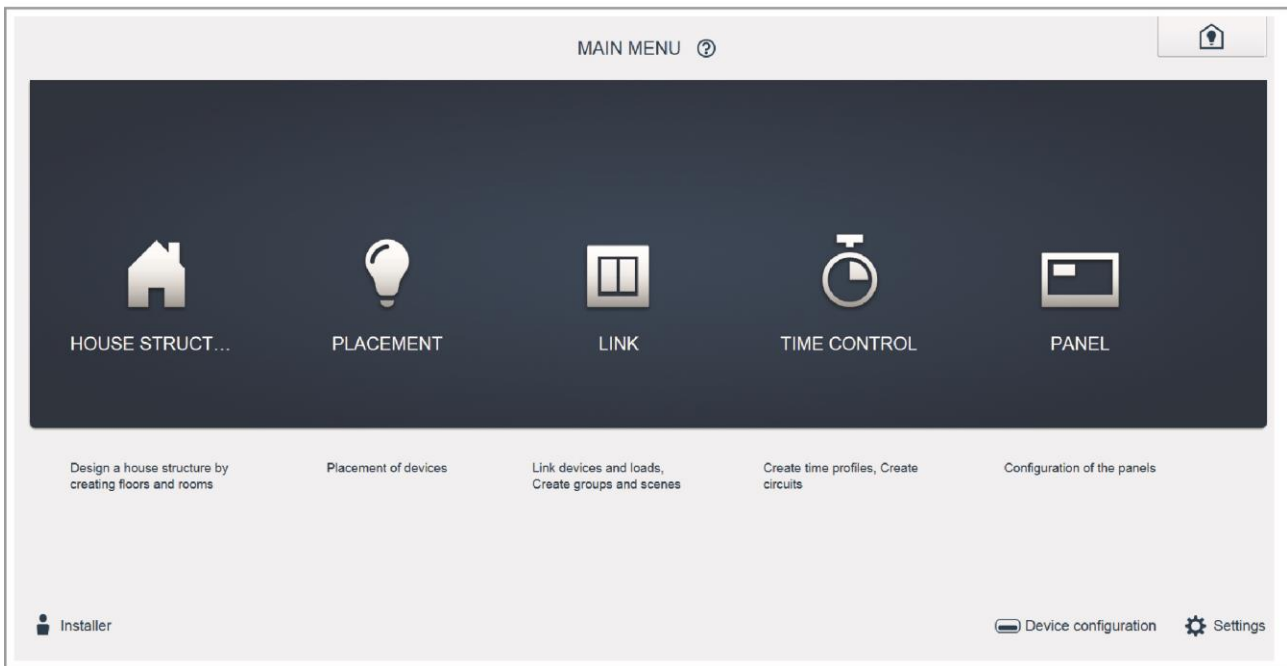 MAIN MENU ?
HOUSE STRUCT...
PLACEMENT
LINK
TIME CONTROL
PANEL
Design a house structure by
creating floors and rooms
Placement of devices
Link devices and loads,
Create groups and scenes
Create time profiles, Create
circuits
Configuration of the panels
Installer
Device configuration
Settings